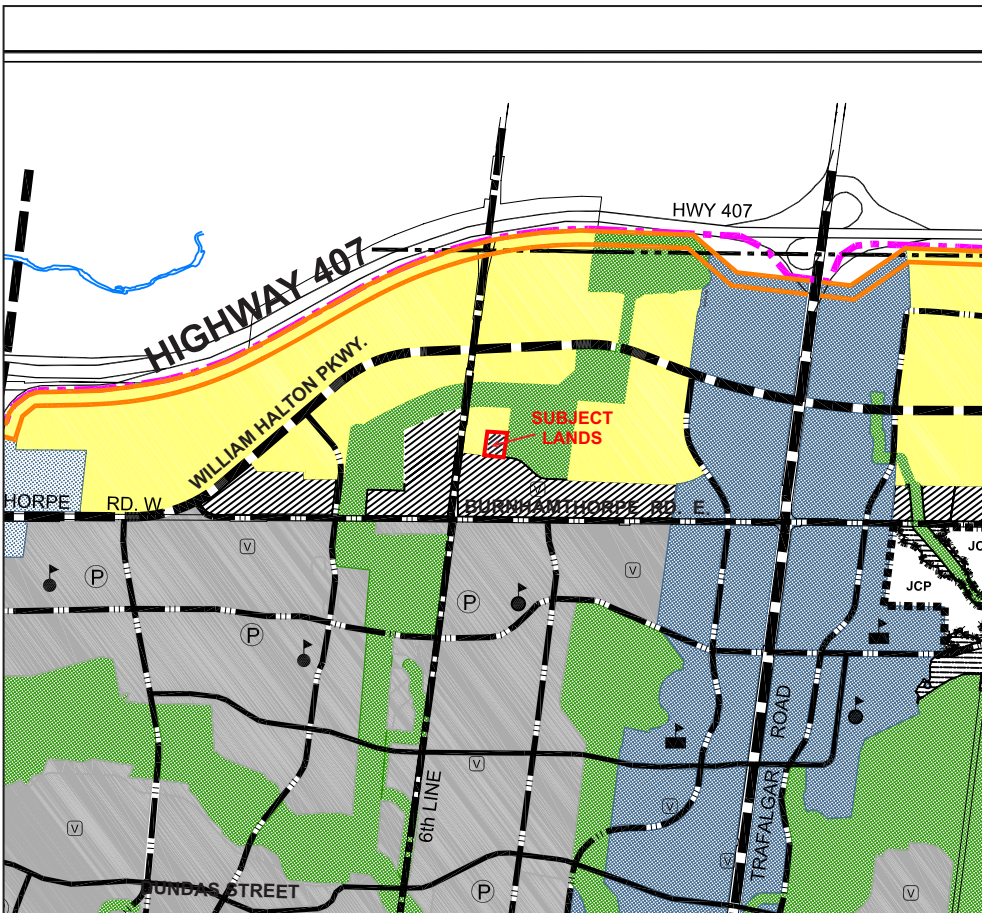 HWY 407
HIGHWAY 407
WILLIAM HALTON PKWY.
SUBJECT
LANDS
HORPE RD. W.
BURNHAMTHORPE RD. E.
V
V
V
JC
JCP
P
P
P
ROAD
TRAFALGAR
6th LINE
V
V
V
V
DUNDAS STREET
P
V